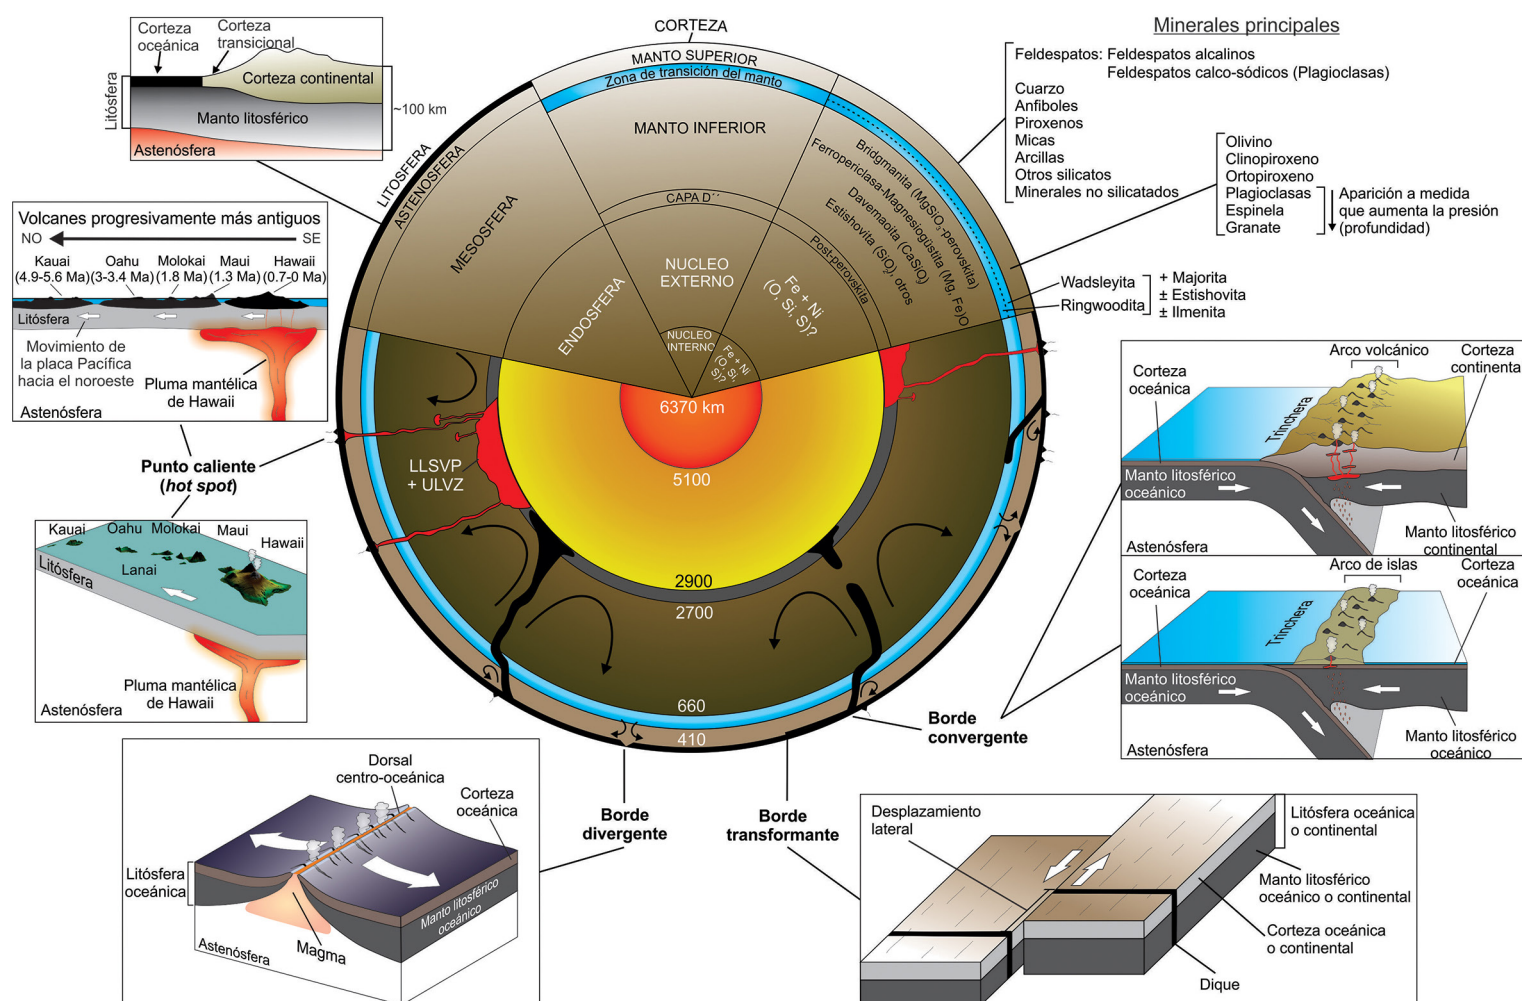 Corteza
oceánica
Corteza
transicional
Corteza continental
Litósfera
Manto litosférico
~100 km
Astenósfera
Volcanes progresivamente más antiguos
NO
SE
Kauai
(4.9-5.6 Ma)
Oahu
(3-3.4 Ma)
Molokai
(1.8 Ma)
Maui
(1.3 Ma)
Hawaii
(0.7-0 Ma)
Litósfera
Movimiento de
la placa Pacífica
hacia el noroeste
Pluma mantélica
de Hawaii
Astenósfera
Punto caliente
(hot spot)
Kauai
Oahu
Molokai
Maui
Hawaii
Lanai
Litósfera
Pluma mantélica
de Hawaii
Astenósfera
CORTEZA
MANTO SUPERIOR
Zona de transición del manto
MANTO INFERIOR
CAPA D´´
NUCLEO
EXTERNO
NUCLEO
INTERNO
LITOSFERA
ASTENOSFERA
MESOSFERA
ENDOSFERA
Bridgmanita (MgSiO3-perovskita)
Ferropericlasa-Magnesiogüstita (Mg, Fe)O
Davemaoita (CaSiO3)
Estishovita (SiO2), otros
Post-perovskita
Fe + Ni
(O, Si, S)?
Fe + Ni
(O, Si,
S)?
6370 km
5100
2900
2700
660
410
LLSVP
+ ULVZ
Minerales principales
Feldespatos: Feldespatos alcalinos
Feldespatos calco-sódicos (Plagioclasas)
Cuarzo
Anfiboles
Piroxenos
Micas
Arcillas
Otros silicatos
Minerales no silicatados
Olivino
Clinopiroxeno
Ortopiroxeno
Plagioclasas
Espinela
Granate
Aparición a medida
que aumenta la presión
(profundidad)
Wadsleyita
Ringwoodita
+ Majorita
± Estishovita
± Ilmenita
Arco volcánico
Corteza
oceánica
Corteza
continental
Trinchera
Manto litosférico
oceánico
Manto litosférico
continental
Astenósfera
Arco de islas
Corteza
oceánica
Corteza
oceánica
Trinchera
Manto litosférico
oceánico
Manto litosférico
oceánico
Astenósfera
Borde
convergente
Borde
divergente
Borde
transformante
Dorsal
centro-oceánica
Corteza
oceánica
Litósfera
oceánica
Manto litosférico
oceánico
Astenósfera
Magma
Desplazamiento
lateral
Litósfera oceánica
o continental
Manto litosférico
oceánico o continental
Corteza oceánica
o continental
Dique